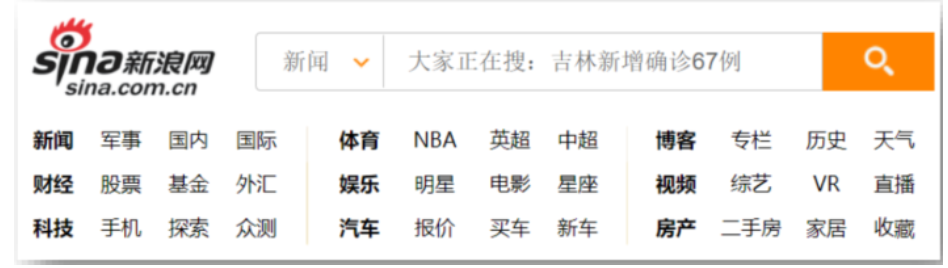 sina新浪网
sina.com.cn
新闻 大家正在搜：吉林新增确诊67例
新闻 军事 国内 国际 体育 NBA 英超 中超 博客 专栏 历史 天气
财经 股票 基金 外汇 娱乐 明星 电影 星座 视频 综艺 VR 直播
科技 手机 探索 众测 汽车 报价 买车 新车 房产 二手房 家居 收藏